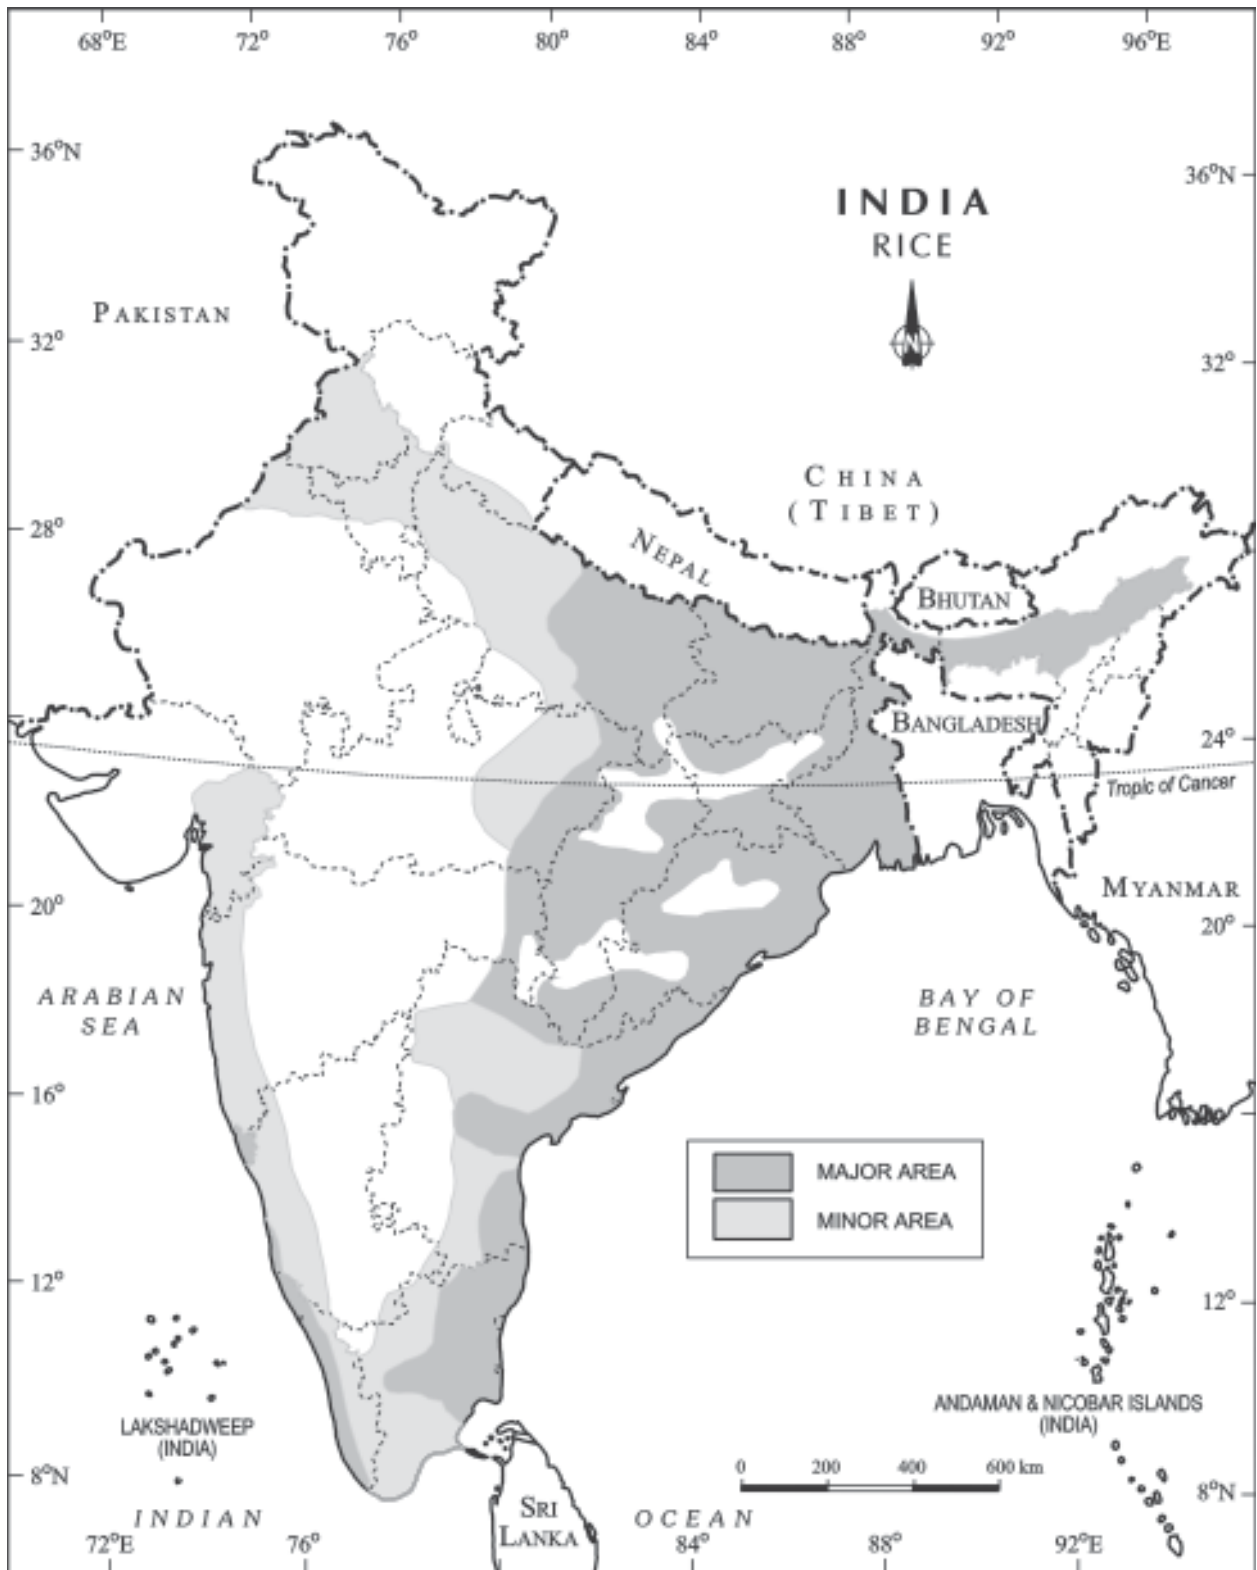 68°E 72° 76° 80° 84° 88° 92° 96°E
36°N
36°N
INDIA
RICE
N
PAKISTAN
32°
32°
CHINA
(TIBET)
NEPAL
28°
28°
BHUTAN
BANGLADESH
24°
Tropic of Cancer
MYANMAR
20°
20°
ARABIAN
SEA
BAY OF
BENGAL
16°
MAJOR AREA
MINOR AREA
12°
12°
LAKSHADWEEP
(INDIA)
ANDAMAN & NICOBAR ISLANDS
(INDIA)
0 200 400 600 km
8°N
8°N
SRI
LANKA
INDIAN
OCEAN
72°E 76° 84° 88° 92°E